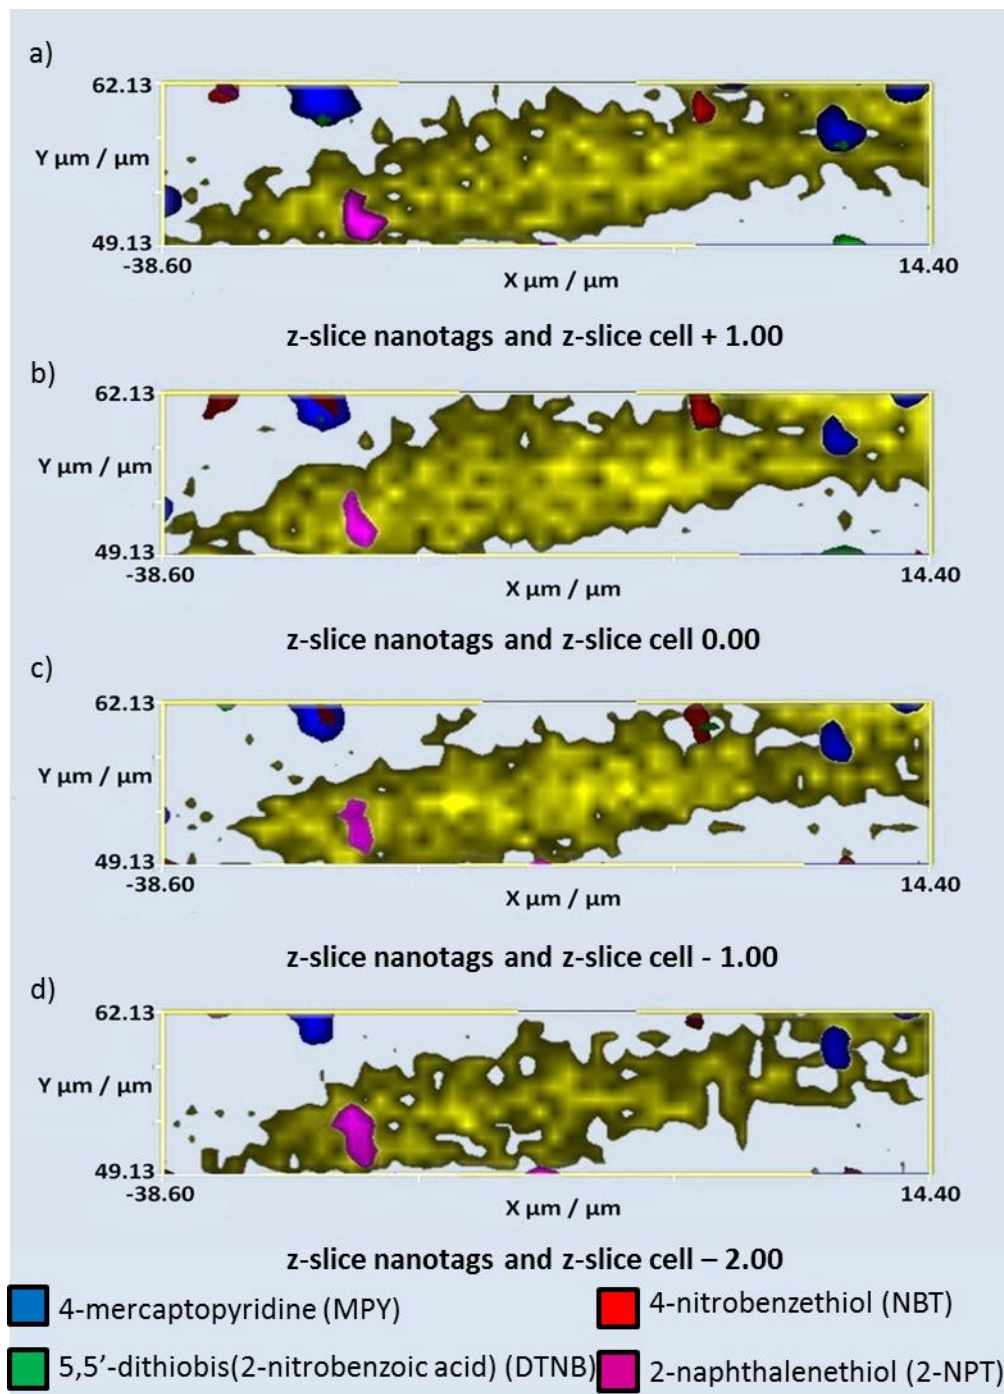 a)
62.13
Y µm / µm
49.13
-38.60
14.40
X µm / µm
z-slice nanotags and z-slice cell + 1.00
b)
62.13
Y µm / µm
49.13
-38.60
14.40
X µm / µm
z-slice nanotags and z-slice cell 0.00
c)
62.13
Y µm / µm
49.13
-38.60
14.40
X µm / µm
z-slice nanotags and z-slice cell - 1.00
d)
62.13
Y µm / µm
49.13
-38.60
14.40
X µm / µm
z-slice nanotags and z-slice cell – 2.00
4-mercaptopyridine (MPY)
4-nitrobenzethiol (NBT)
5,5’-dithiobis(2-nitrobenzoic acid) (DTNB)
2-naphthalenethiol (2-NPT)